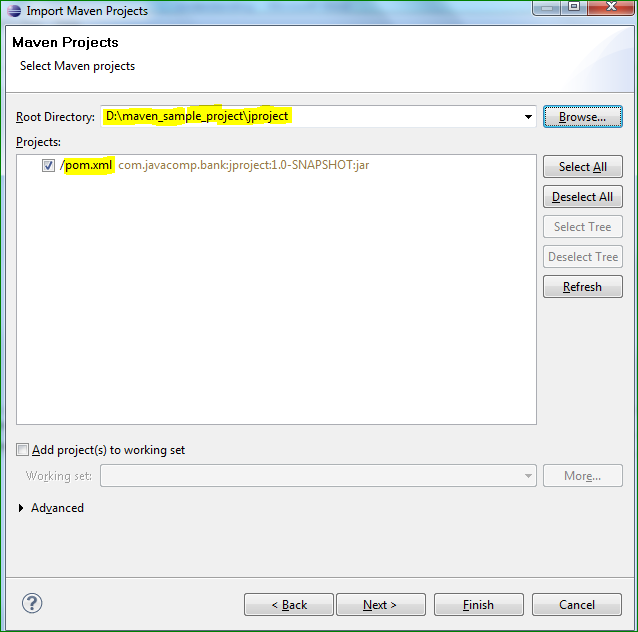 Import Maven Projects
Maven Projects
Select Maven projects
Root Directory: D:\maven_sample_project\jproject Browse...
Projects:
/pom.xml com.javacomp.bank:jproject:1.0-SNAPSHOT:jar
Select All
Deselect All
Select Tree
Deselect Tree
Refresh
Add project(s) to working set
Working set: More...
Advanced
? < Back Next > Finish Cancel